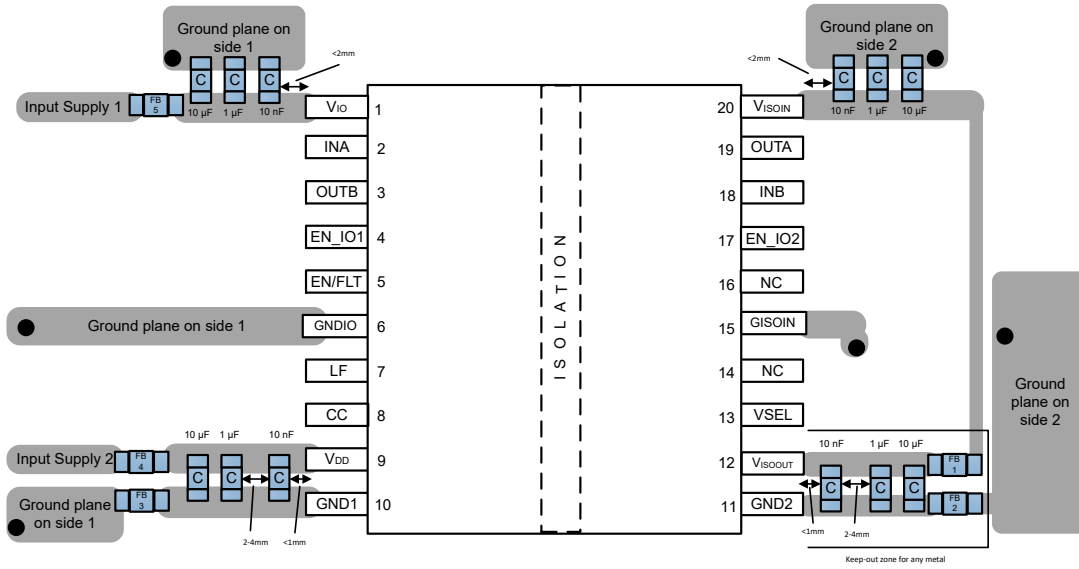 Ground plane on
side 1
<2mm
C
C
C
Input Supply 1
FB
5
10 µF
1 µF
10 nF
VIO
1
INA
2
OUTB
3
EN_IO1
4
EN/FLT
5
Ground plane on side 1
GNDIO
6
LF
7
CC
8
10 µF
1 µF
10 nF
Input Supply 2
FB
4
C
C
C
VDD
9
Ground plane
on side 1
FB
3
GND1
10
2-4mm
<1mm
ISOLATION
Ground plane on
side 2
<2mm
C
C
C
10 nF
1 µF
10 µF
20
VISOIN
19
OUTA
18
INB
17
EN_IO2
16
NC
15
GISOIN
14
NC
13
VSEL
Ground
plane on
side 2
10 nF
1 µF
10 µF
12
VISOOUT
FB
1
C
C
C
11
GND2
FB
2
<1mm
2-4mm
Keep-out zone for any metal